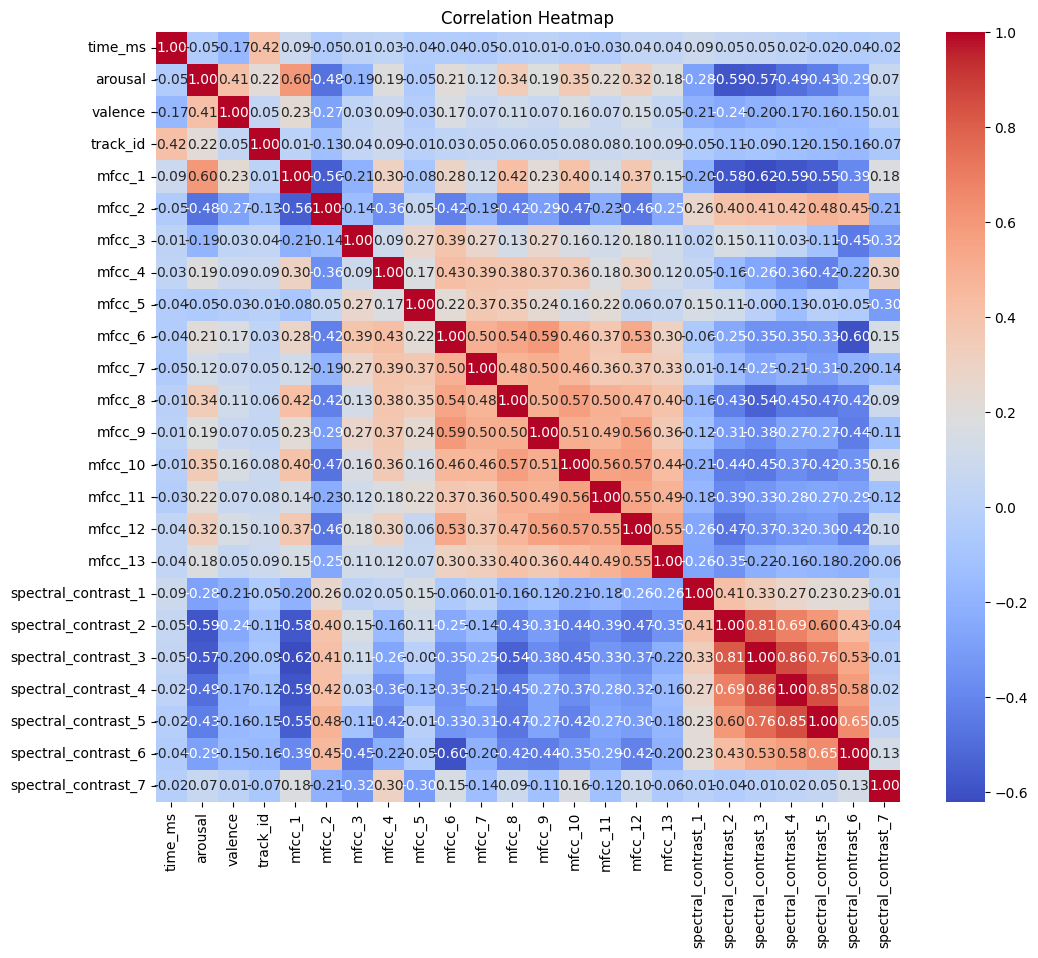 Correlation Heatmap
time_ms 1.00 -0.05 -0.17 0.42 0.09 -0.05 -0.01 0.03 -0.04 -0.04 -0.05 -0.01 0.01 -0.01 -0.03 -0.04 0.04 0.09 0.05 0.05 0.02 -0.02 -0.04 -0.02
arousal -0.05 1.00 0.41 0.22 0.60 -0.48 -0.19 0.19 -0.05 0.21 0.12 0.34 0.19 0.35 0.22 0.32 0.18 -0.28 -0.59 -0.57 -0.49 -0.43 -0.29 0.07
valence -0.17 0.41 1.00 0.05 0.23 -0.27 0.03 0.09 -0.03 0.17 0.07 0.11 0.07 0.16 0.07 0.15 0.05 -0.21 -0.24 -0.20 -0.17 -0.16 -0.15 0.01
track_id 0.42 0.22 0.05 1.00 0.01 -0.13 0.04 0.09 -0.01 0.03 0.05 0.06 0.05 0.08 0.08 0.10 0.09 -0.05 -0.11 -0.09 -0.12 -0.15 -0.16 -0.07
mfcc_1 0.09 0.60 0.23 0.01 1.00 -0.56 -0.21 0.30 -0.08 0.28 0.12 0.42 0.23 0.40 0.14 0.37 0.15 -0.20 -0.58 -0.62 -0.59 -0.55 -0.39 0.18
mfcc_2 -0.05 -0.48 -0.27 -0.13 -0.56 1.00 -0.14 -0.36 0.05 -0.42 -0.19 -0.42 -0.29 -0.47 -0.23 -0.46 -0.25 0.26 0.40 0.41 0.42 0.48 0.45 -0.21
mfcc_3 -0.01 -0.19 0.03 0.04 -0.21 -0.14 1.00 0.09 0.27 0.39 0.27 0.13 0.27 0.16 0.12 0.18 0.11 0.02 0.15 0.11 0.03 -0.11 -0.45 -0.32
mfcc_4 0.03 0.19 0.09 0.09 0.30 -0.36 0.09 1.00 0.17 0.43 0.39 0.38 0.37 0.36 0.18 0.30 0.12 0.05 -0.16 -0.26 -0.36 -0.42 -0.22 0.30
mfcc_5 -0.04 -0.05 -0.03 -0.01 -0.08 0.05 0.27 0.17 1.00 0.22 0.37 0.35 0.24 0.16 0.22 0.06 0.07 0.15 0.11 -0.00 -0.13 -0.01 -0.05 -0.30
mfcc_6 -0.04 0.21 0.17 0.03 0.28 -0.42 0.39 0.43 0.22 1.00 0.50 0.54 0.59 0.46 0.37 0.53 0.30 -0.06 -0.25 -0.35 -0.35 -0.33 -0.60 0.15
mfcc_7 -0.05 0.12 0.07 0.05 0.12 -0.19 0.27 0.39 0.37 0.50 1.00 0.48 0.50 0.46 0.36 0.37 0.33 0.01 -0.14 -0.25 -0.21 -0.31 -0.20 -0.14
mfcc_8 -0.01 0.34 0.11 0.06 0.42 -0.42 0.13 0.38 0.35 0.54 0.48 1.00 0.50 0.57 0.50 0.47 0.40 -0.16 -0.43 -0.54 -0.45 -0.47 -0.42 0.09
mfcc_9 0.01 0.19 0.07 0.05 0.23 -0.29 0.27 0.37 0.24 0.59 0.50 0.50 1.00 0.51 0.49 0.56 0.36 -0.12 -0.31 -0.38 -0.27 -0.27 -0.44 -0.11
mfcc_10 -0.01 0.35 0.16 0.08 0.40 -0.47 0.16 0.36 0.16 0.46 0.46 0.57 0.51 1.00 0.56 0.57 0.44 -0.21 -0.44 -0.45 -0.37 -0.42 -0.35 0.16
mfcc_11 -0.03 0.22 0.07 0.08 0.14 -0.23 0.12 0.18 0.22 0.37 0.36 0.50 0.49 0.56 1.00 0.55 0.49 -0.18 -0.39 -0.33 -0.28 -0.27 -0.29 -0.12
mfcc_12 -0.04 0.32 0.15 0.10 0.37 -0.46 0.18 0.30 0.06 0.53 0.37 0.47 0.56 0.57 0.55 1.00 0.55 -0.26 -0.47 -0.37 -0.32 -0.30 -0.42 0.10
mfcc_13 0.04 0.18 0.05 0.09 0.15 -0.25 0.11 0.12 0.07 0.30 0.33 0.40 0.36 0.44 0.49 0.55 1.00 -0.26 -0.35 -0.22 -0.16 -0.18 -0.20 -0.06
spectral_contrast_1 0.09 -0.28 -0.21 -0.05 -0.20 0.26 0.02 0.05 0.15 -0.06 0.01 -0.16 -0.12 -0.21 -0.18 -0.26 -0.26 1.00 0.41 0.33 0.27 0.23 0.23 -0.01
spectral_contrast_2 0.05 -0.59 -0.24 -0.11 -0.58 0.40 0.15 -0.16 0.11 -0.25 -0.14 -0.43 -0.31 -0.44 -0.39 -0.47 -0.35 0.41 1.00 0.81 0.69 0.60 0.43 -0.04
spectral_contrast_3 0.05 -0.57 -0.20 -0.09 -0.62 0.41 0.11 -0.26 -0.00 -0.35 -0.25 -0.54 -0.38 -0.45 -0.33 -0.37 -0.22 0.33 0.81 1.00 0.86 0.76 0.53 -0.01
spectral_contrast_4 0.02 -0.49 -0.17 -0.12 -0.59 0.42 0.03 -0.36 -0.13 -0.35 -0.21 -0.45 -0.27 -0.37 -0.28 -0.32 -0.16 0.27 0.69 0.86 1.00 0.85 0.58 0.02
spectral_contrast_5 -0.02 -0.43 -0.16 -0.15 -0.55 0.48 -0.11 -0.42 -0.01 -0.33 -0.31 -0.47 -0.27 -0.42 -0.27 -0.30 -0.18 0.23 0.60 0.76 0.85 1.00 0.65 0.05
spectral_contrast_6 -0.04 -0.29 -0.15 -0.16 -0.39 0.45 -0.45 -0.22 -0.05 -0.60 -0.20 -0.42 -0.44 -0.35 -0.29 -0.42 -0.20 0.23 0.43 0.53 0.58 0.65 1.00 0.13
spectral_contrast_7 -0.02 0.07 0.01 -0.07 0.18 -0.21 -0.32 0.30 -0.30 0.15 -0.14 0.09 -0.11 0.16 -0.12 0.10 -0.06 -0.01 -0.04 -0.01 0.02 0.05 0.13 1.00
time_ms
arousal
valence
track_id
mfcc_1
mfcc_2
mfcc_3
mfcc_4
mfcc_5
mfcc_6
mfcc_7
mfcc_8
mfcc_9
mfcc_10
mfcc_11
mfcc_12
mfcc_13
spectral_contrast_1
spectral_contrast_2
spectral_contrast_3
spectral_contrast_4
spectral_contrast_5
spectral_contrast_6
spectral_contrast_7
1.0
0.8
0.6
0.4
0.2
0.0
−0.2
−0.4
−0.6